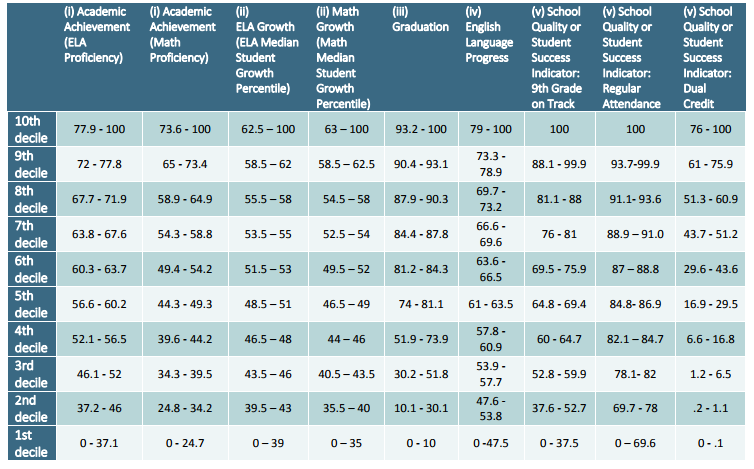 (i) Academic Achievement (ELA Proficiency) (i) Academic Achievement (Math Proficiency) (ii) ELA Growth (ELA Median Student Growth Percentile) (ii) Math Growth (Math Median Student Growth Percentile) (iii) Graduation (iv) English Language Progress (v) School Quality or Student Success Indicator: 9th Grade on Track (v) School Quality or Student Success Indicator: Regular Attendance (v) School Quality or Student Success Indicator: Dual Credit
10th decile 77.9 - 100 73.6 - 100 62.5 – 100 63 – 100 93.2 - 100 79 - 100 100 100 76 - 100
9th decile 72 - 77.8 65 - 73.4 58.5 – 62 58.5 – 62.5 90.4 - 93.1 73.3 - 78.9 88.1 - 99.9 93.7-99.9 61 - 75.9
8th decile 67.7 - 71.9 58.9 - 64.9 55.5 – 58 54.5 – 58 87.9 - 90.3 69.7 - 73.2 81.1 - 88 91.1- 93.6 51.3 - 60.9
7th decile 63.8 - 67.6 54.3 - 58.8 53.5 – 55 52.5 – 54 84.4 - 87.8 66.6 - 69.6 76 - 81 88.9 – 91.0 43.7 - 51.2
6th decile 60.3 - 63.7 49.4 - 54.2 51.5 – 53 49.5 – 52 81.2 - 84.3 63.6 - 66.5 69.5 - 75.9 87 – 88.8 29.6 - 43.6
5th decile 56.6 - 60.2 44.3 - 49.3 48.5 – 51 46.5 – 49 74 - 81.1 61 - 63.5 64.8 - 69.4 84.8- 86.9 16.9 - 29.5
4th decile 52.1 - 56.5 39.6 - 44.2 46.5 – 48 44 – 46 51.9 - 73.9 57.8 - 60.9 60 - 64.7 82.1 – 84.7 6.6 - 16.8
3rd decile 46.1 - 52 34.3 - 39.5 43.5 – 46 40.5 – 43.5 30.2 - 51.8 53.9 - 57.7 52.8 - 59.9 78.1- 82 1.2 - 6.5
2nd decile 37.2 - 46 24.8 - 34.2 39.5 – 43 35.5 – 40 10.1 - 30.1 47.6 - 53.8 37.6 - 52.7 69.7 - 78 .2 - 1.1
1st decile 0 - 37.1 0 - 24.7 0 – 39 0 – 35 0 - 10 0 -47.5 0 - 37.5 0 – 69.6 0 - .1